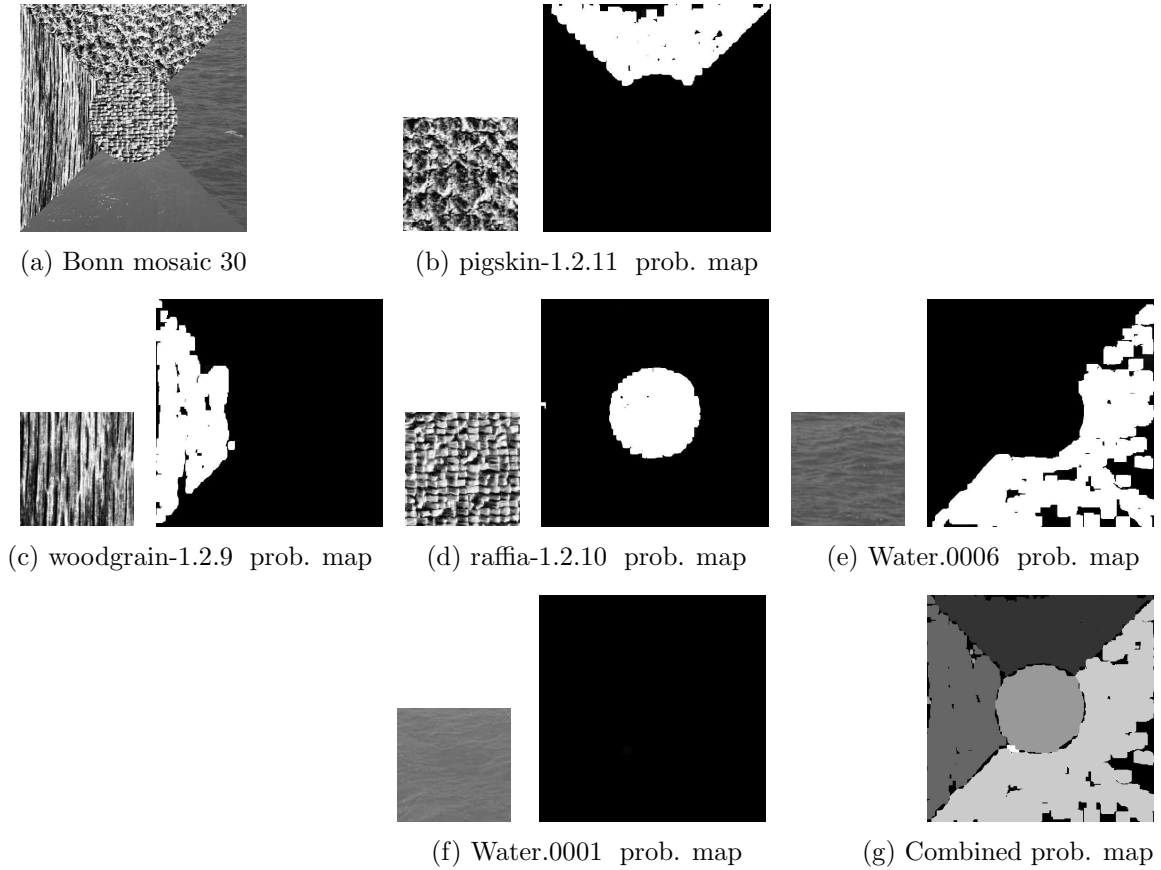 (a) Bonn mosaic 30
(b) pigskin-1.2.11 prob. map
(c) woodgrain-1.2.9 prob. map
(d) raffia-1.2.10 prob. map
(e) Water.0006 prob. map
(f) Water.0001 prob. map
(g) Combined prob. map